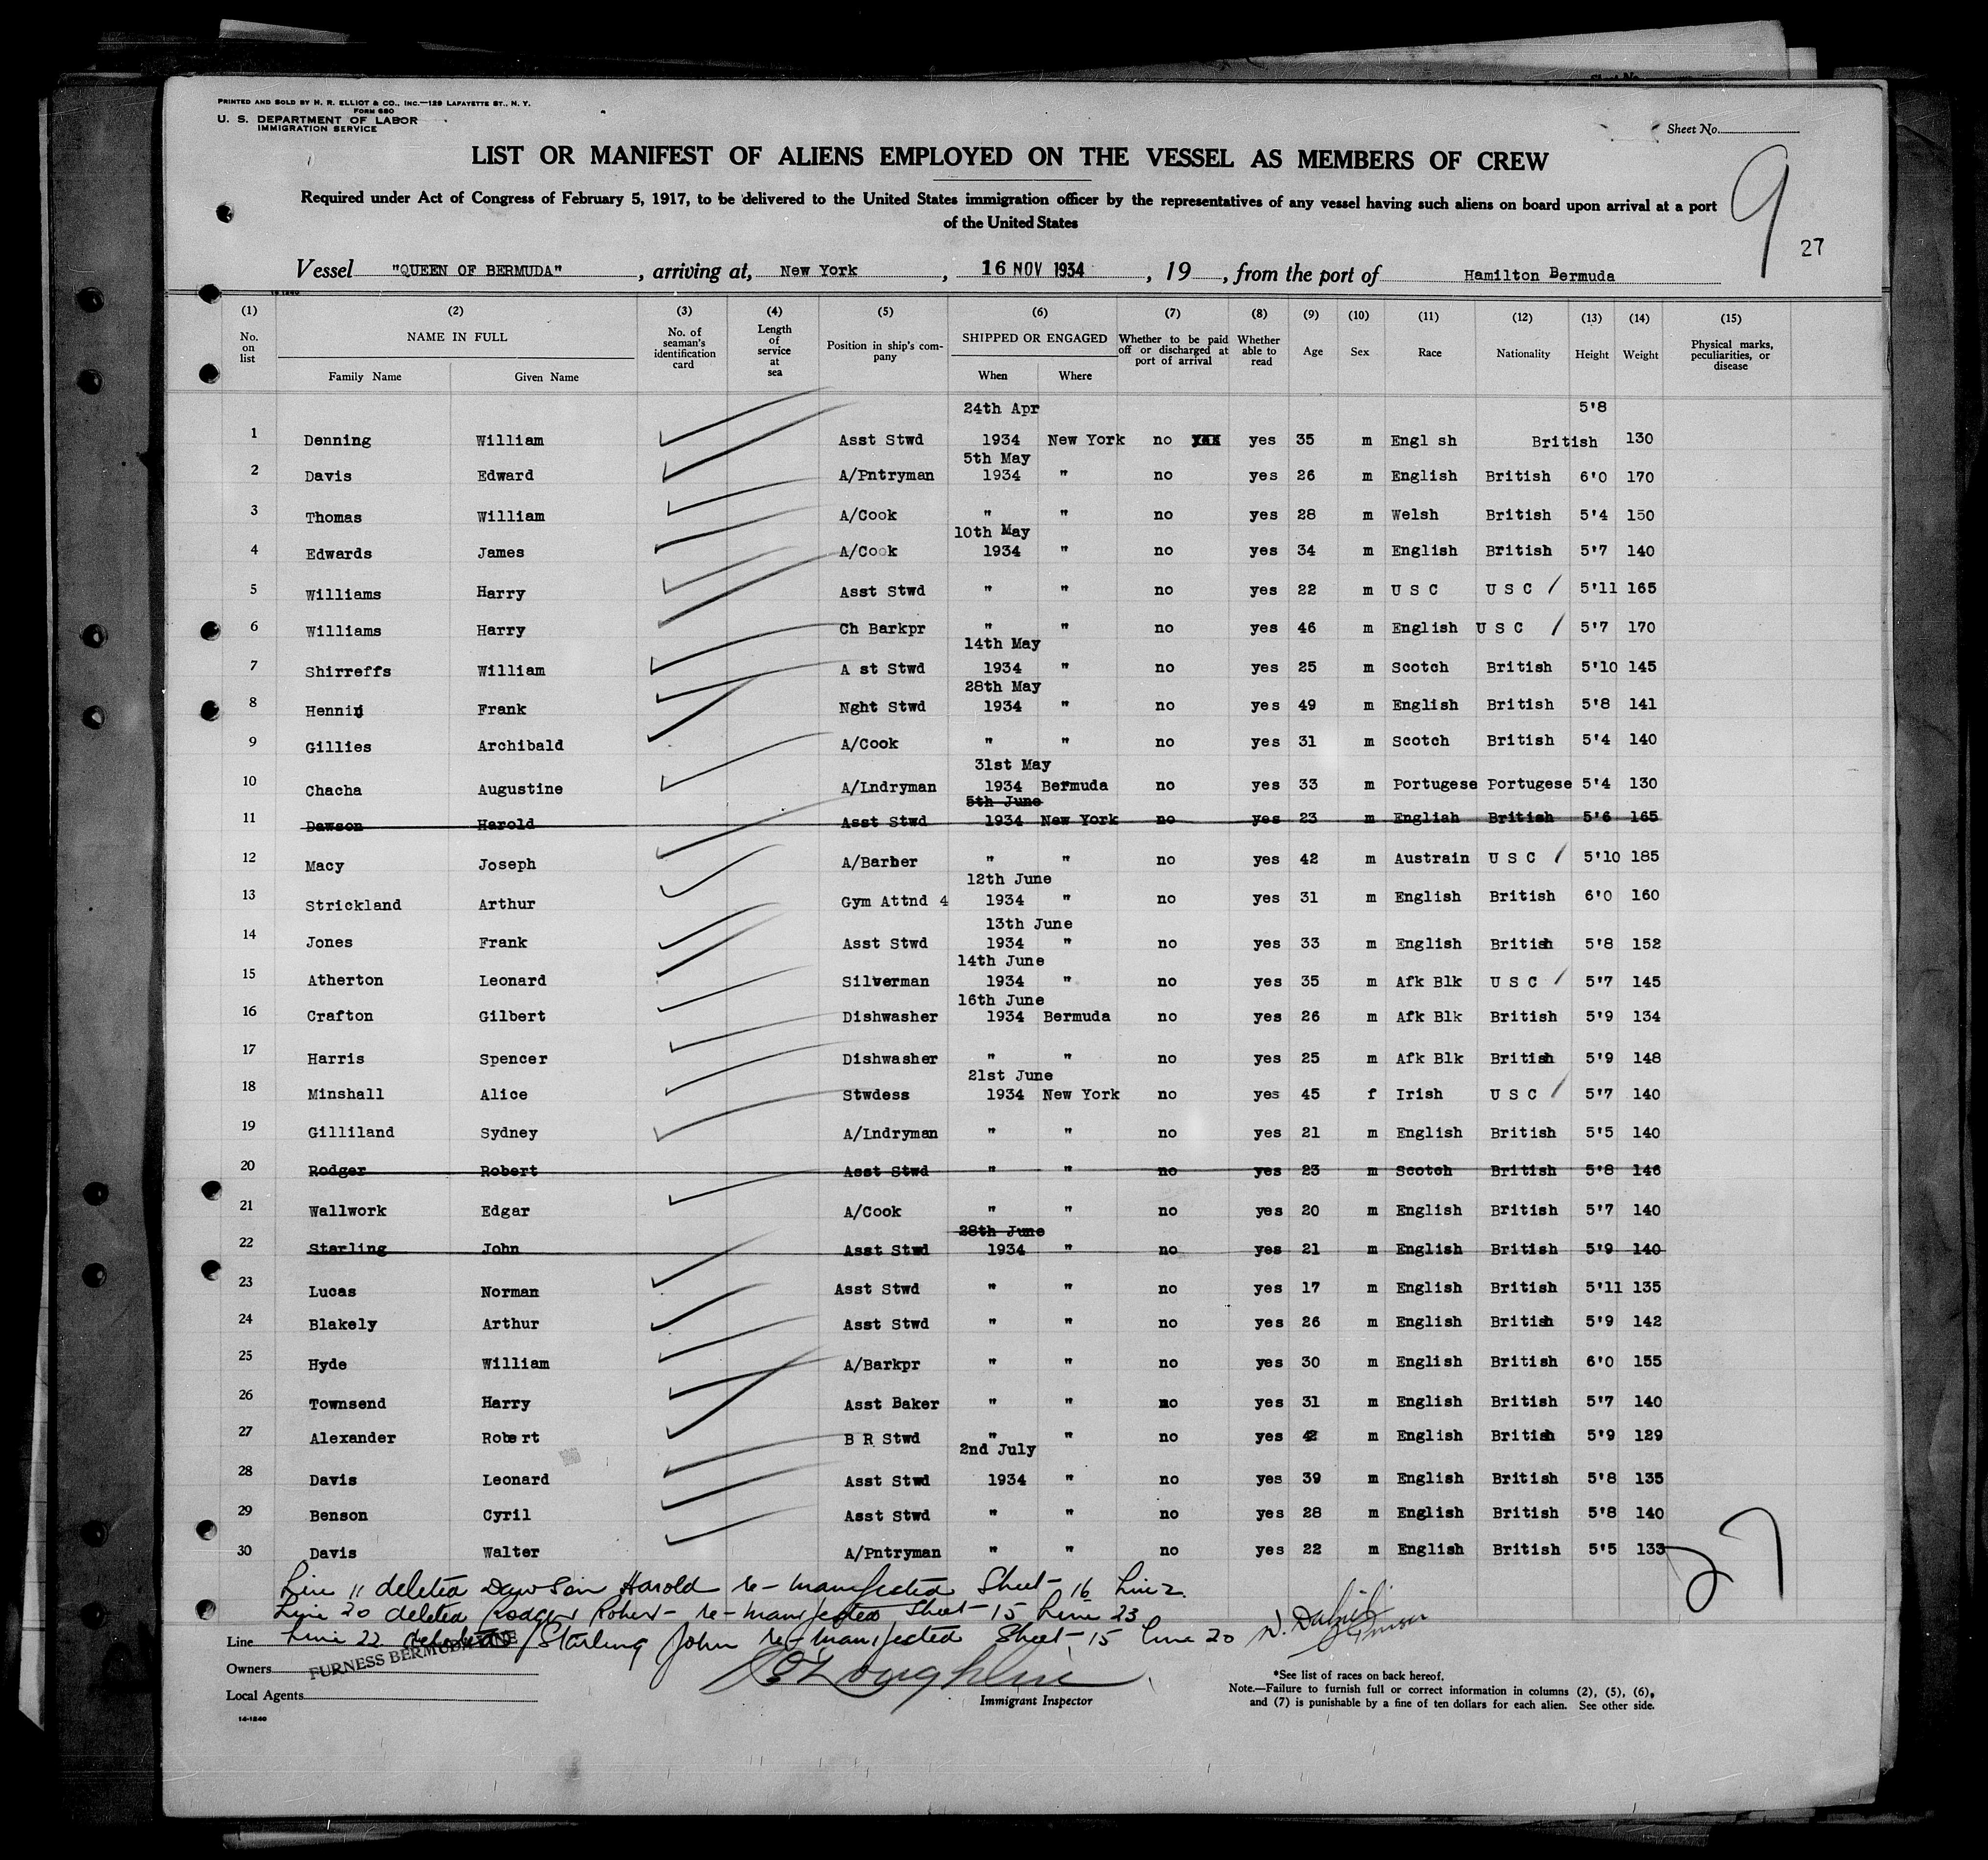 PRINTED AND SOLD BY H. R. ELLIOT & CO., INC.—129 LAFAYETTE ST., N. Y.
FORM 680
U. S. DEPARTMENT OF LABOR
IMMIGRATION SERVICE
Sheet No.
LIST OR MANIFEST OF ALIENS EMPLOYED ON THE VESSEL AS MEMBERS OF CREW
9
Required under Act of Congress of February 5, 1917, to be delivered to the United States immigration officer by the representatives of any vessel having such aliens on board upon arrival at a port
of the United States
27
Vessel "QUEEN OF BERMUDA", arriving at, New York, 16 NOV 1934, 19, from the port of Hamilton Bermuda
(1) (2) (3) (4) (5) (6) (7) (8) (9) (10) (11) (12) (13) (14) (15)
No. on list NAME IN FULL No. of seaman's identification card Length of service at sea Position in ship's company SHIPPED OR ENGAGED Whether to be paid off or discharged at port of arrival Whether able to read Age Sex Race Nationality Height Weight Physical marks, peculiarities, or disease
Family Name Given Name When Where
24th Apr 5'8
1 Denning William Asst Stwd 1934 New York no yes 35 m Engl sh British 130
5th May
2 Davis Edward A/Pntryman 1934 " no yes 26 m English British 6'0 170
3 Thomas William A/Cook " " no yes 28 m Welsh British 5'4 150
10th May
4 Edwards James A/Cook 1934 " no yes 34 m English British 5'7 140
5 Williams Harry Asst Stwd " " no yes 22 m U S C U S C / 5'11 165
6 Williams Harry Ch Barkpr " " no yes 46 m English U S C / 5'7 170
14th May
7 Shirreffs William A st Stwd 1934 " no yes 25 m Scotch British 5'10 145
28th May
8 Hennin Frank Nght Stwd 1934 " no yes 49 m English British 5'8 141
9 Gillies Archibald A/Cook " " no yes 31 m Scotch British 5'4 140
31st May
10 Chacha Augustine A/Lndryman 1934 Bermuda no yes 33 m Portugese Portugese 5'4 130
5th June
11 Dawson Harold Asst Stwd 1934 New York no yes 23 m English British 5'6 165
12 Macy Joseph A/Barber " " no yes 42 m Austrain U S C / 5'10 185
12th June
13 Strickland Arthur Gym Attnd 4 1934 " no yes 31 m English British 6'0 160
13th June
14 Jones Frank Asst Stwd 1934 " no yes 33 m English British 5'8 152
14th June
15 Atherton Leonard Silverman 1934 " no yes 35 m Afk Blk U S C / 5'7 145
16th June
16 Crafton Gilbert Dishwasher 1934 Bermuda no yes 26 m Afk Blk British 5'9 134
17 Harris Spencer Dishwasher " " no yes 25 m Afk Blk British 5'9 148
21st June
18 Minshall Alice Stwdess 1934 New York no yes 45 f Irish U S C / 5'7 140
19 Gilliland Sydney A/Lndryman " " no yes 21 m English British 5'5 140
20 Rodger Robert Asst Stwd " " no yes 23 m Scotch British 5'8 146
21 Wallwork Edgar A/Cook " " no yes 20 m English British 5'7 140
28th June
22 Starling John Asst Stwd 1934 " no yes 21 m English British 5'9 140
23 Lucas Norman Asst Stwd " " no yes 17 m English British 5'11 135
24 Blakely Arthur Asst Stwd " " no yes 26 m English British 5'9 142
25 Hyde William A/Barkpr " " no yes 30 m English British 6'0 155
26 Townsend Harry Asst Baker " " no yes 31 m English British 5'7 140
27 Alexander Robert B R Stwd " " no yes 42 m English British 5'9 129
2nd July
28 Davis Leonard Asst Stwd 1934 " no yes 39 m English British 5'8 135
29 Benson Cyril Asst Stwd " " no yes 28 m English British 5'8 140
30 Davis Walter A/Pntryman " " no yes 22 m English British 5'5 133
27
Line 11 deleted Dawson Harold re-manifested Sheet-16 Line 2.
Line 20 deleted Rodger Robert- re-manifested Sheet-15 Line 23
Line 22 deleted Starling John re-manifested Sheet-15 Line 20
Line
FURNESS BERMUDA LINE
Owners
Local Agents
Immigrant Inspector
*See list of races on back hereof.
Note.—Failure to furnish full or correct information in columns (2), (5), (6), and (7) is punishable by a fine of ten dollars for each alien. See other side.
14-1240